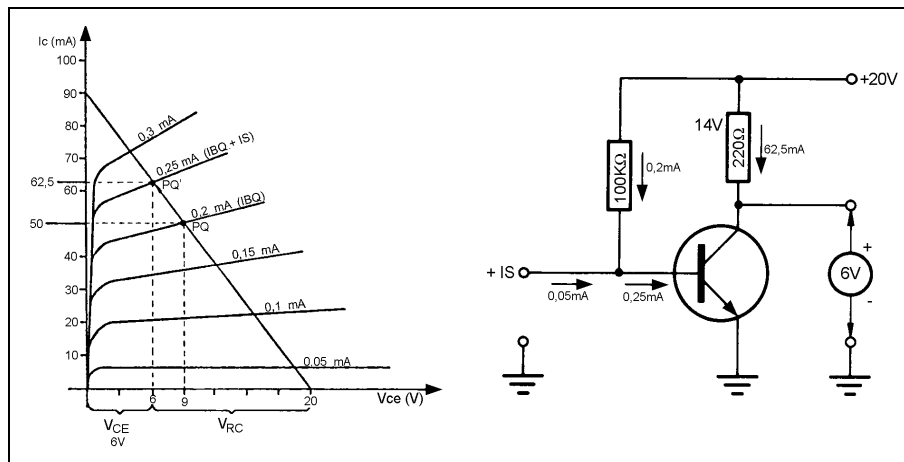 Ic (mA)
100
90
80
70
62,5
60
50
40
30
20
10
0,3 mA
0,25 mA (IBQ + IS)
PQ'
0,2 mA (IBQ)
PQ
0,15 mA
0,1 mA
0.05 mA
0
6
9
20
Vce (V)
VCE
6V
VRC
+20V
14V
220Ω
62,5mA
100KΩ
0,2mA
+ IS
0,05mA
0,25mA
+
6V
-